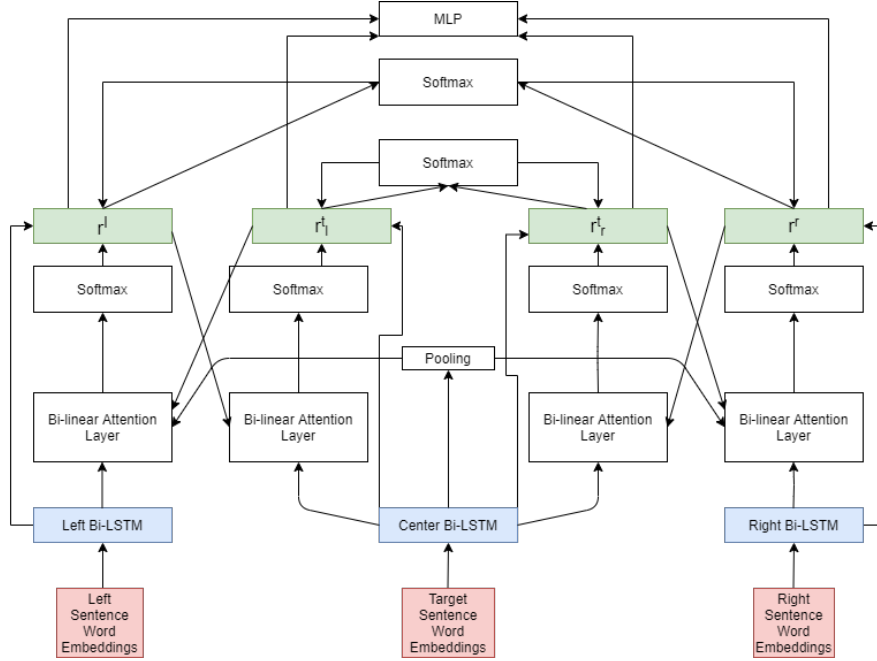 MLP
Softmax
Softmax
r^l
r^t_l
r^t_r
r^r
Softmax
Softmax
Softmax
Softmax
Pooling
Bi-linear Attention
Layer
Bi-linear Attention
Layer
Bi-linear Attention
Layer
Bi-linear Attention
Layer
Left Bi-LSTM
Center Bi-LSTM
Right Bi-LSTM
Left
Sentence
Word
Embeddings
Target
Sentence
Word
Embeddings
Right
Sentence
Word
Embeddings